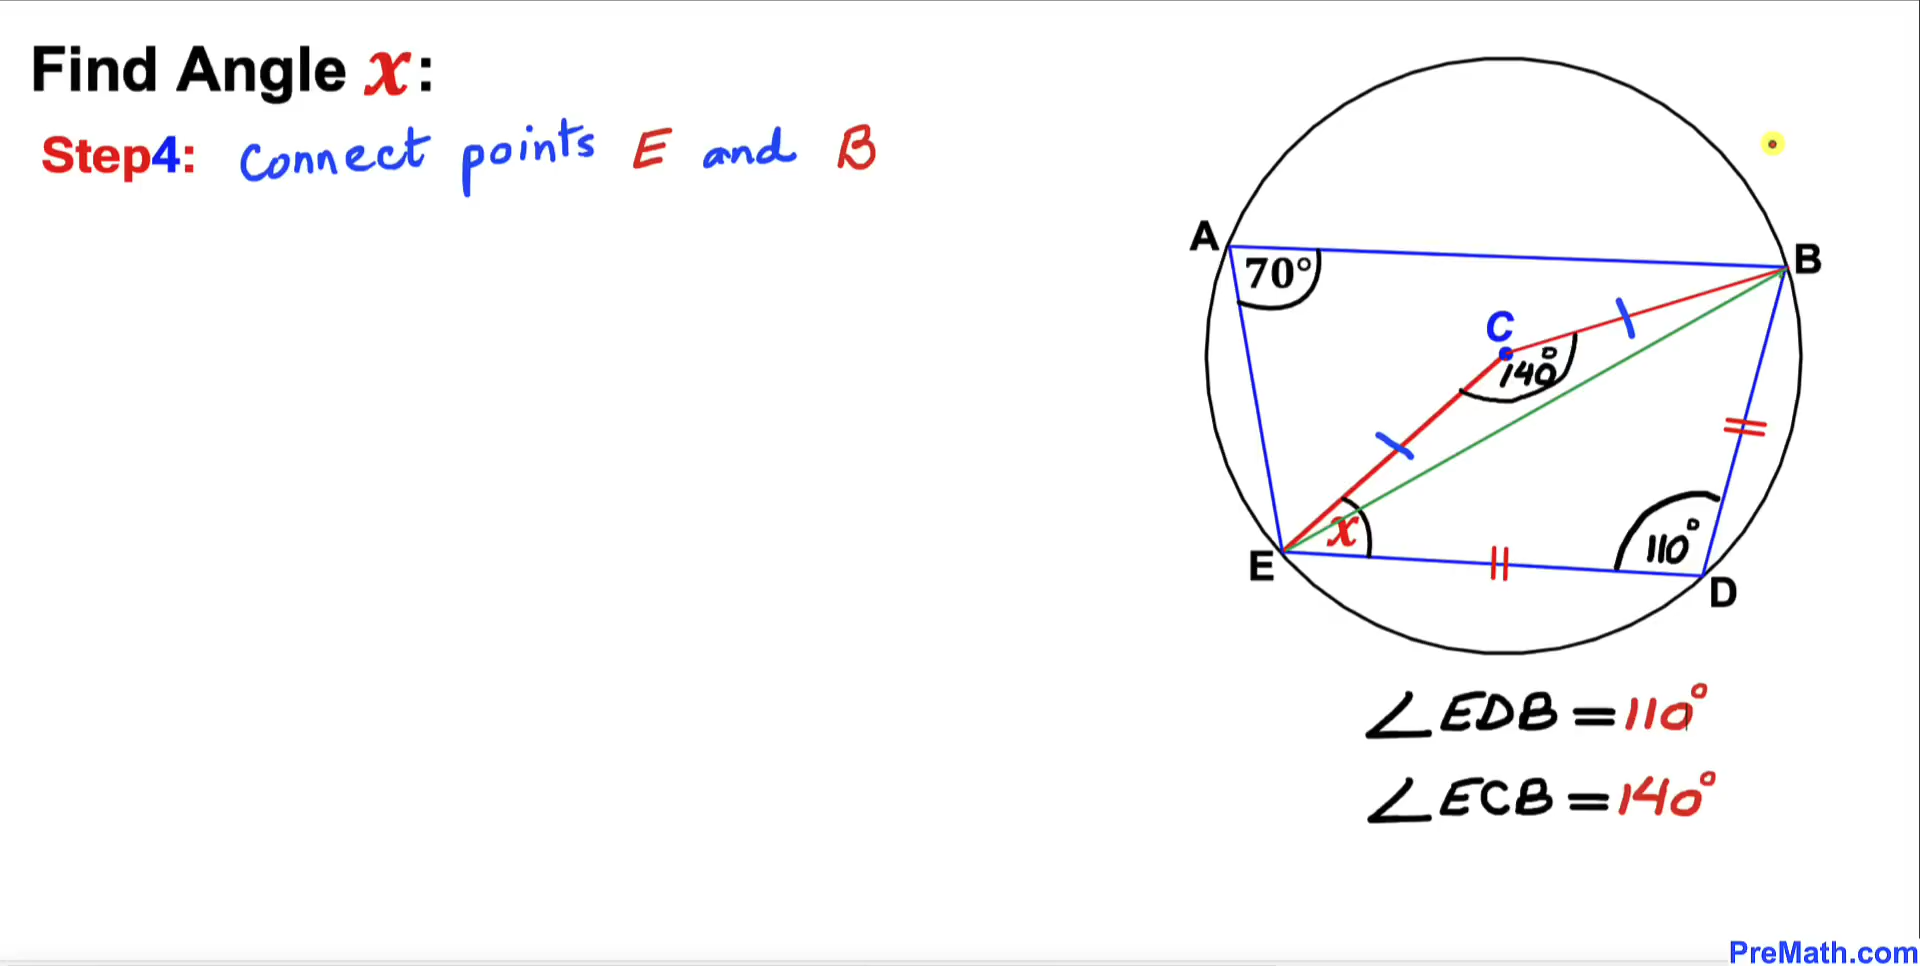 Find Angle x:
Step4: Connect points E and B
A
B
70°
C
140°
x
110°
E
D
∠EDB = 110°
∠ECB = 140°
PreMath.com